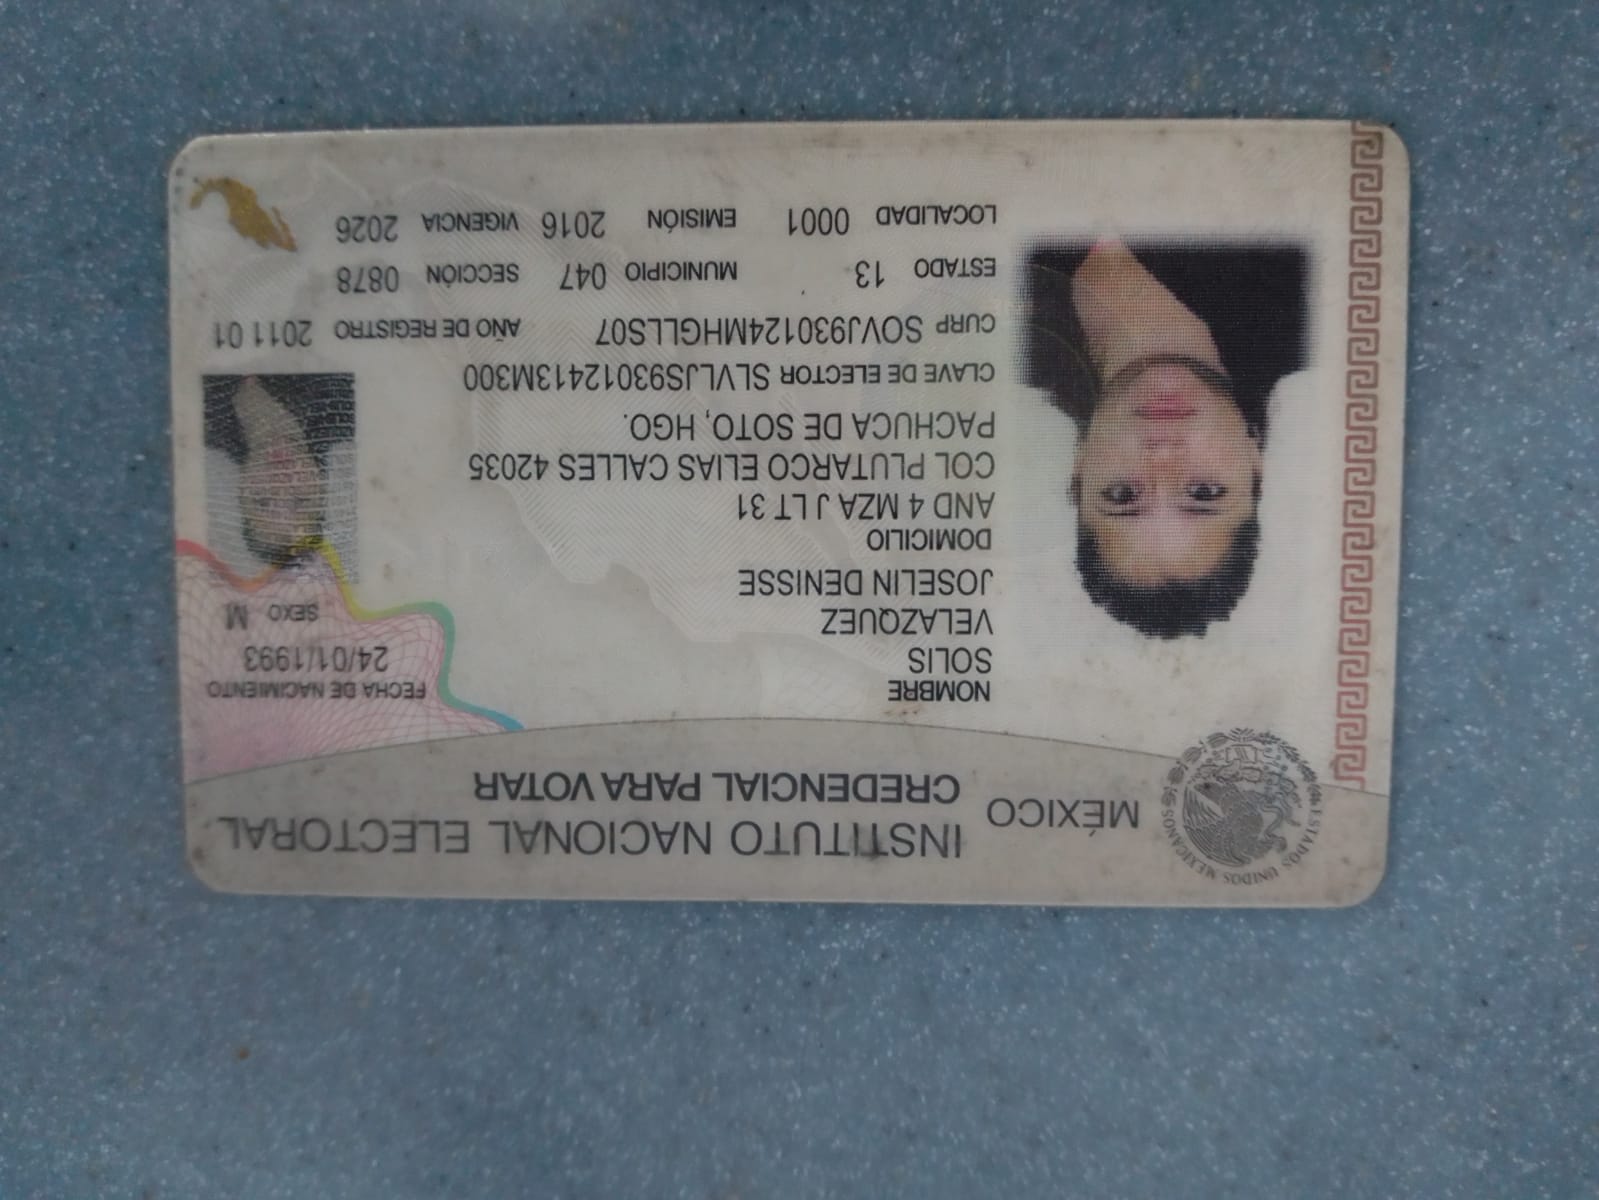 MÉXICO
INSTITUTO NACIONAL ELECTORAL
CREDENCIAL PARA VOTAR
ESTADOS UNIDOS MEXICANOS
NOMBRE
SOLIS
VELAZQUEZ
JOSELIN DENISSE
FECHA DE NACIMIENTO
24/01/1993
SEXO M
DOMICILIO
AND 4 MZA J LT 31
COL PLUTARCO ELIAS CALLES 42035
PACHUCA DE SOTO, HGO.
CLAVE DE ELECTOR SLVLJS93012413M300
CURP SOVJ930124MHGLLS07 AÑO DE REGISTRO 2011 01
ESTADO 13 MUNICIPIO 047 SECCIÓN 0878
LOCALIDAD 0001 EMISIÓN 2016 VIGENCIA 2026